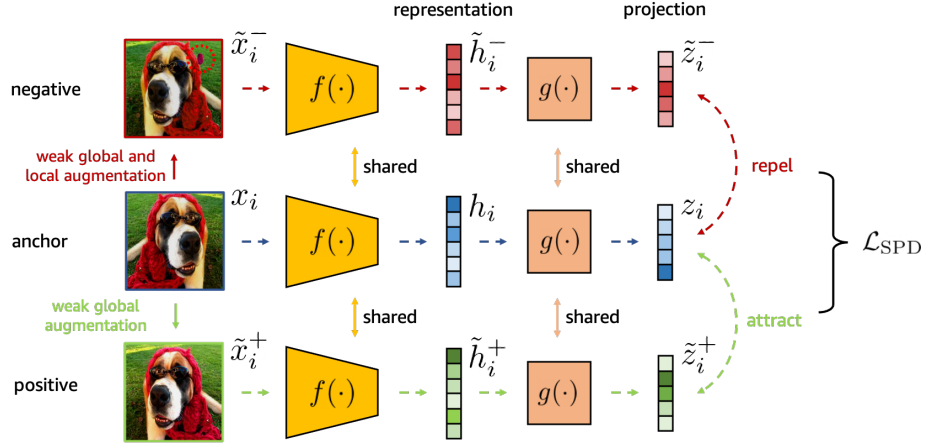 representation
projection
negative
x̃ᵢ⁻
f(·)
h̃ᵢ⁻
g(·)
z̃ᵢ⁻
weak global and
local augmentation
shared
shared
repel
anchor
xᵢ
f(·)
hᵢ
g(·)
zᵢ
ℒ_SPD
weak global
augmentation
shared
shared
attract
positive
x̃ᵢ⁺
f(·)
h̃ᵢ⁺
g(·)
z̃ᵢ⁺